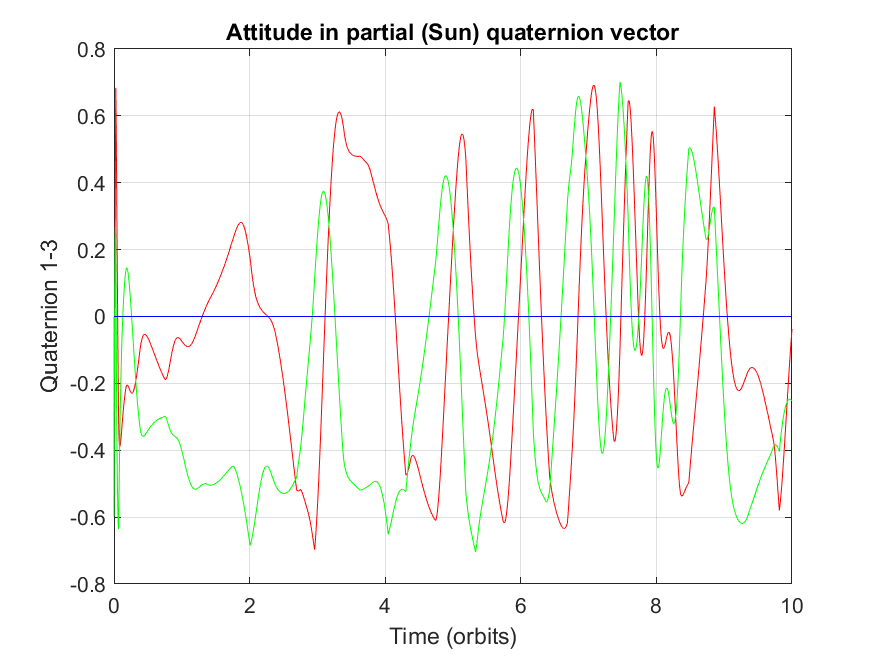 Attitude in partial (Sun) quaternion vector
0.8
0.6
0.4
0.2
0
-0.2
-0.4
-0.6
-0.8
Quaternion 1-3
0 2 4 6 8 10
Time (orbits)